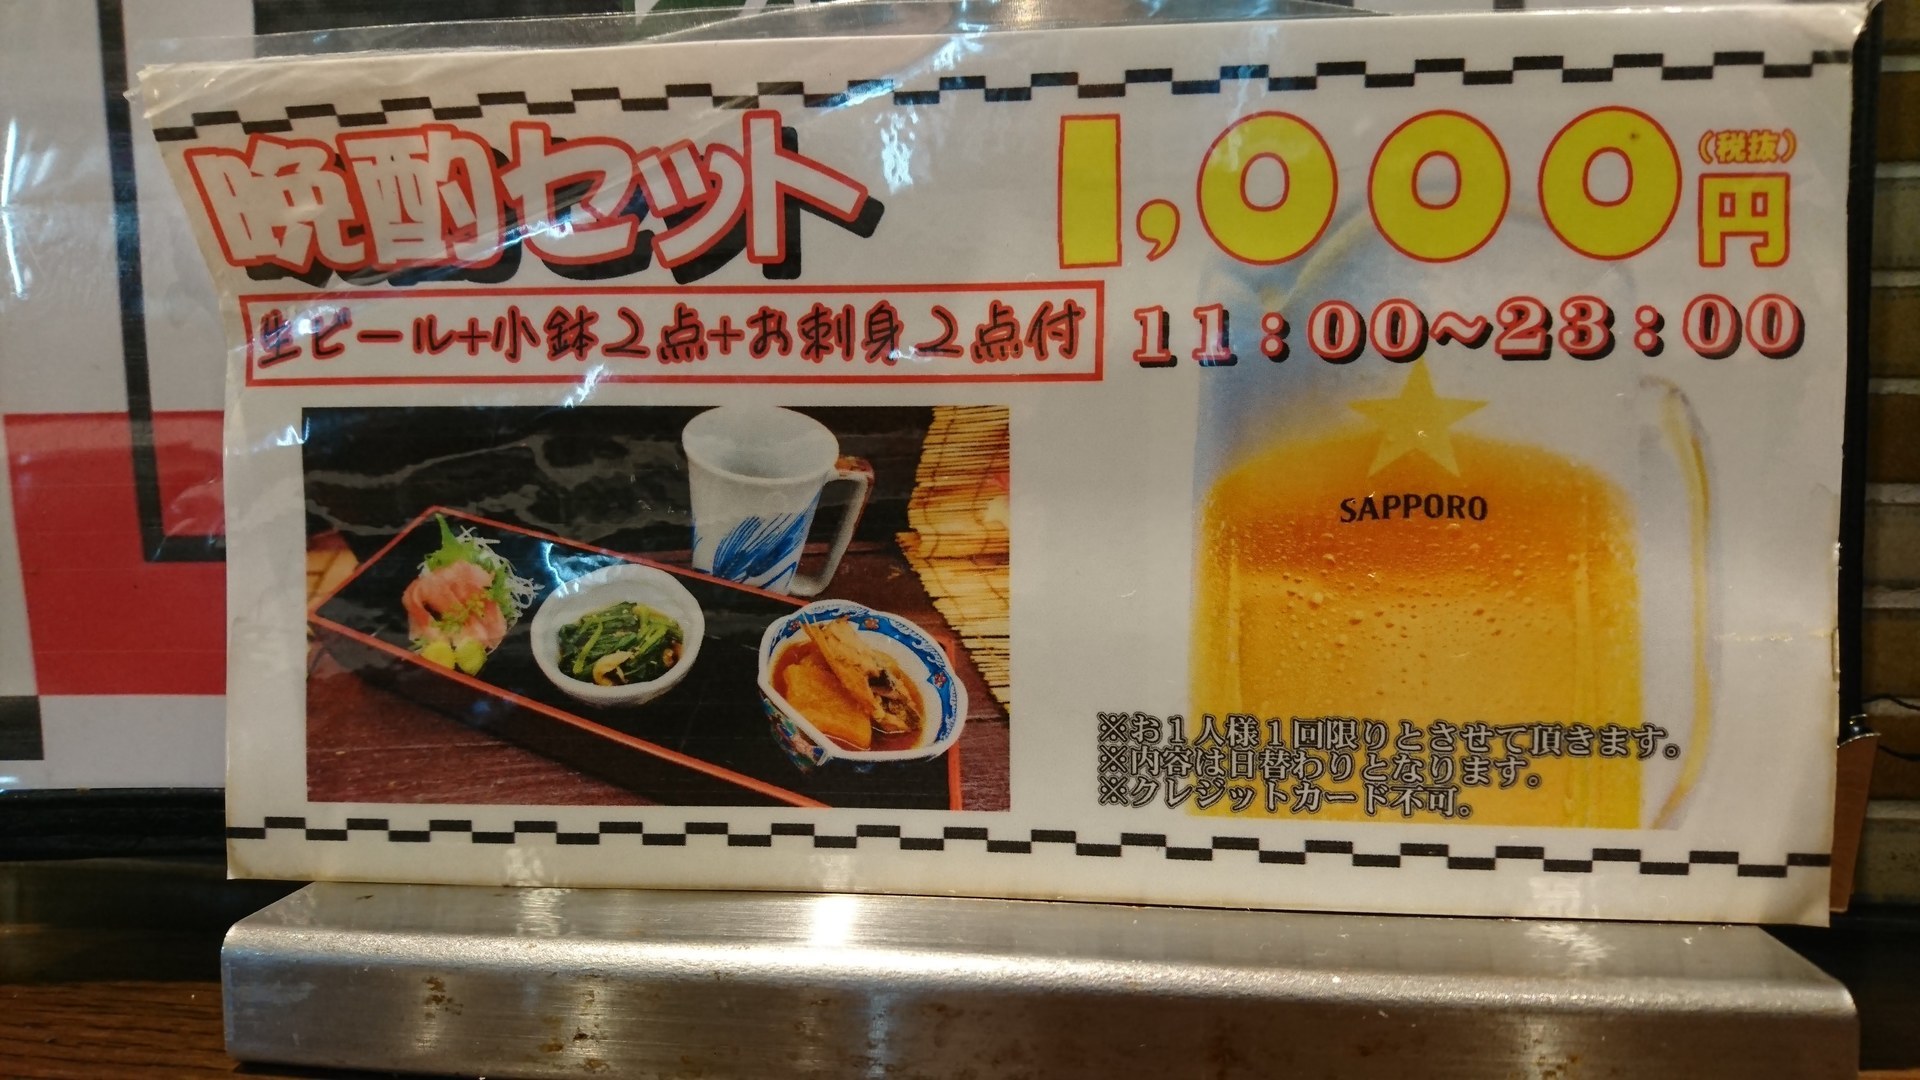 晩酌セット
1,000円(税抜)
生ビール+小鉢2点+お刺身2点付
11:00~23:00
SAPPORO
※お1人様1回限りとさせて頂きます。
※内容は日替わりとなります。
※クレジットカード不可。